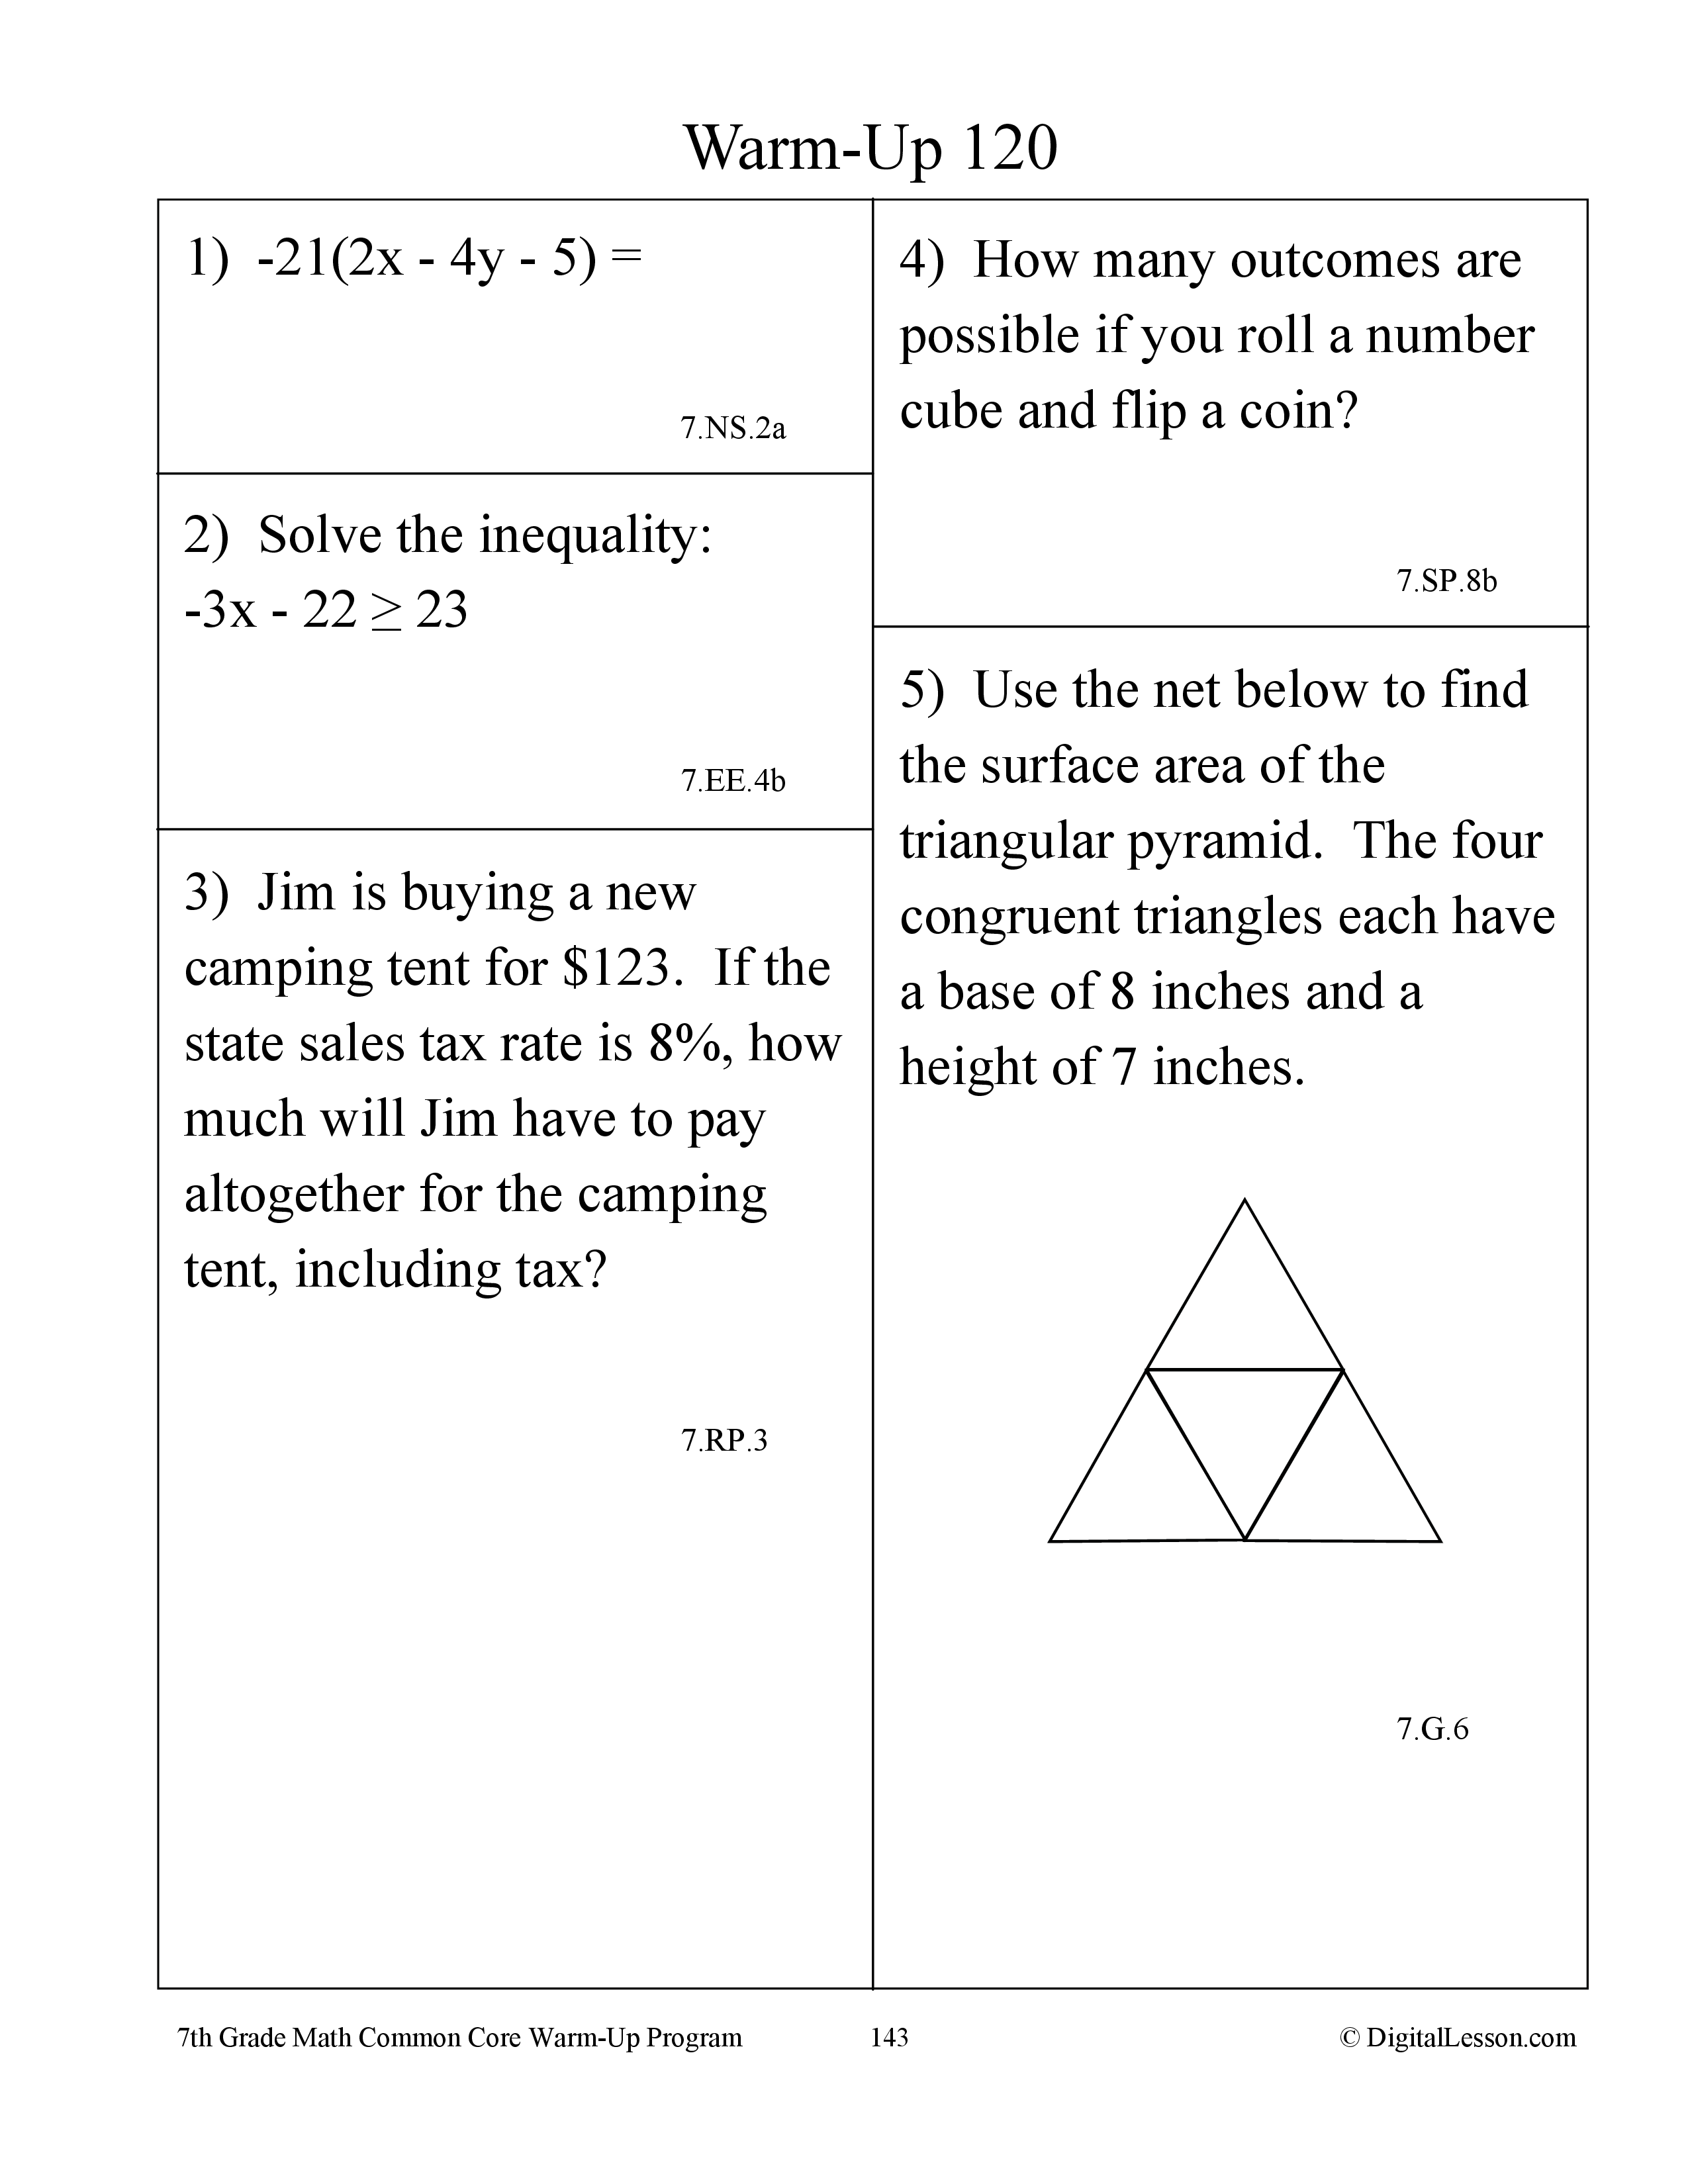 Warm-Up 120
1)  -21(2x - 4y - 5) =
7.NS.2a
2)  Solve the inequality:
-3x - 22 ≥ 23
7.EE.4b
3)  Jim is buying a new
camping tent for $123.  If the
state sales tax rate is 8%, how
much will Jim have to pay
altogether for the camping
tent, including tax?
7.RP.3
4)  How many outcomes are
possible if you roll a number
cube and flip a coin?
7.SP.8b
5)  Use the net below to find
the surface area of the
triangular pyramid.  The four
congruent triangles each have
a base of 8 inches and a
height of 7 inches.
7.G.6
7th Grade Math Common Core Warm-Up Program
143
© DigitalLesson.com